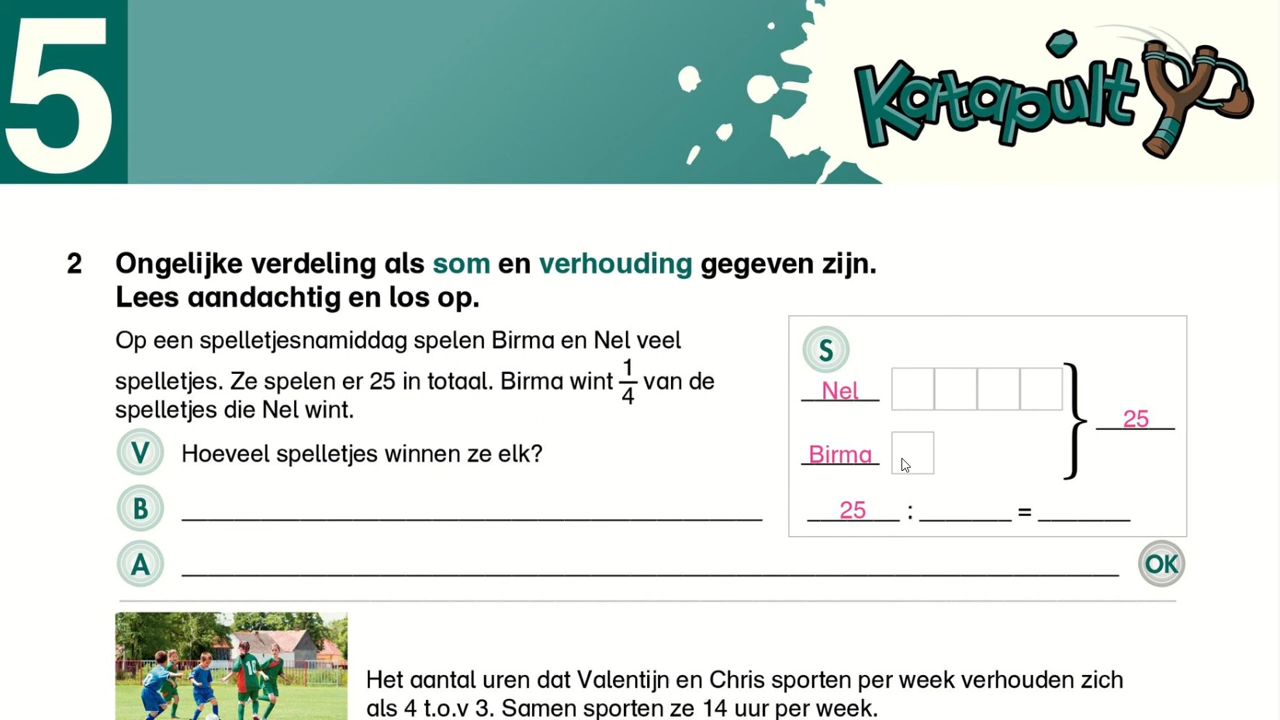 5
Katapult
2 Ongelijke verdeling als som en verhouding gegeven zijn.
Lees aandachtig en los op.
Op een spelletjesnamiddag spelen Birma en Nel veel
spelletjes. Ze spelen er 25 in totaal. Birma wint 1/4 van de
spelletjes die Nel wint.
V Hoeveel spelletjes winnen ze elk?
B
A
S
Nel
25
Birma
25 : =
OK
Het aantal uren dat Valentijn en Chris sporten per week verhouden zich
als 4 t.o.v 3. Samen sporten ze 14 uur per week.